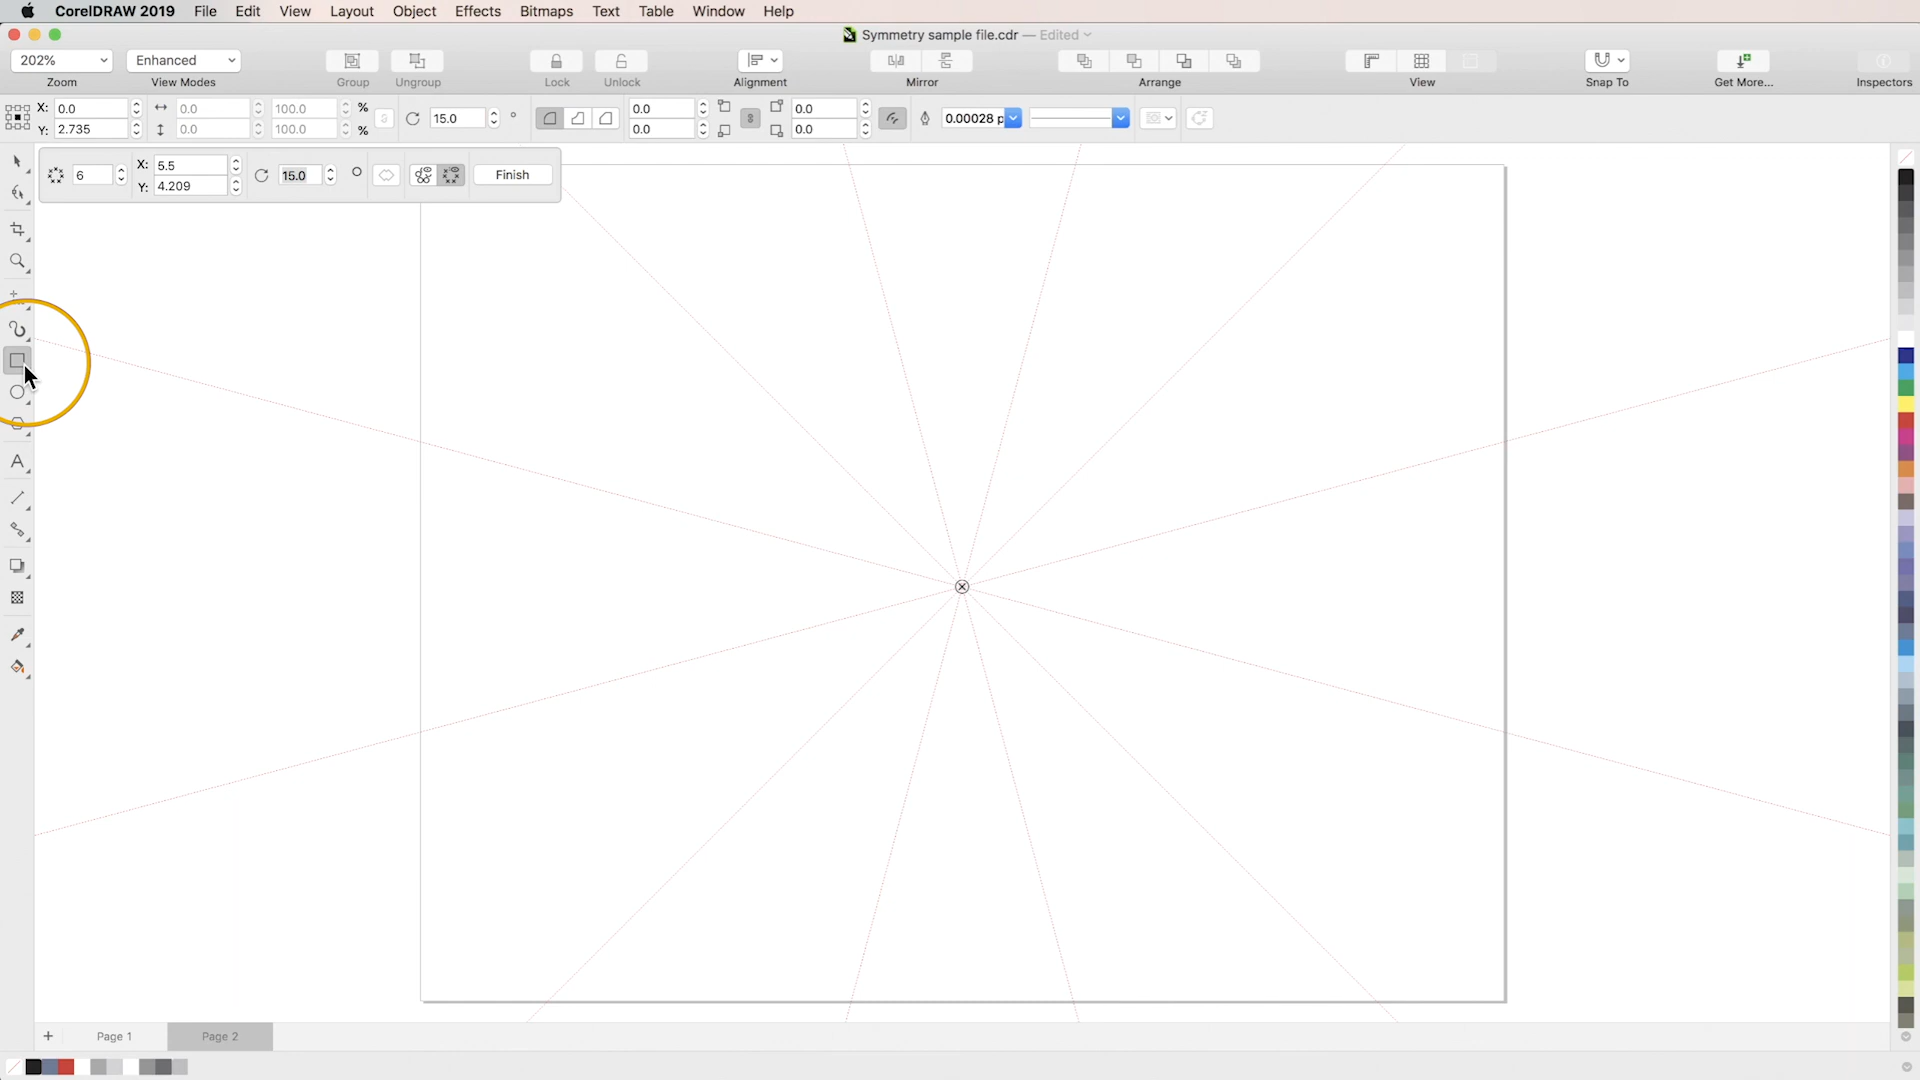 CorelDRAW 2019 File Edit View Layout Object Effects Bitmaps Text Table Window Help
Symmetry sample file.cdr — Edited
202% Enhanced
Zoom View Modes Group Ungroup Lock Unlock Alignment Mirror Arrange View Snap To Get More... Inspectors
X: 0.0 0.0 100.0 % 15.0 ° 0.0 0.0 0.00028 p
Y: 2.735 0.0 100.0 % 0.0 0.0
6 X: 5.5 15.0 ° Finish
Y: 4.209
Page 1 Page 2